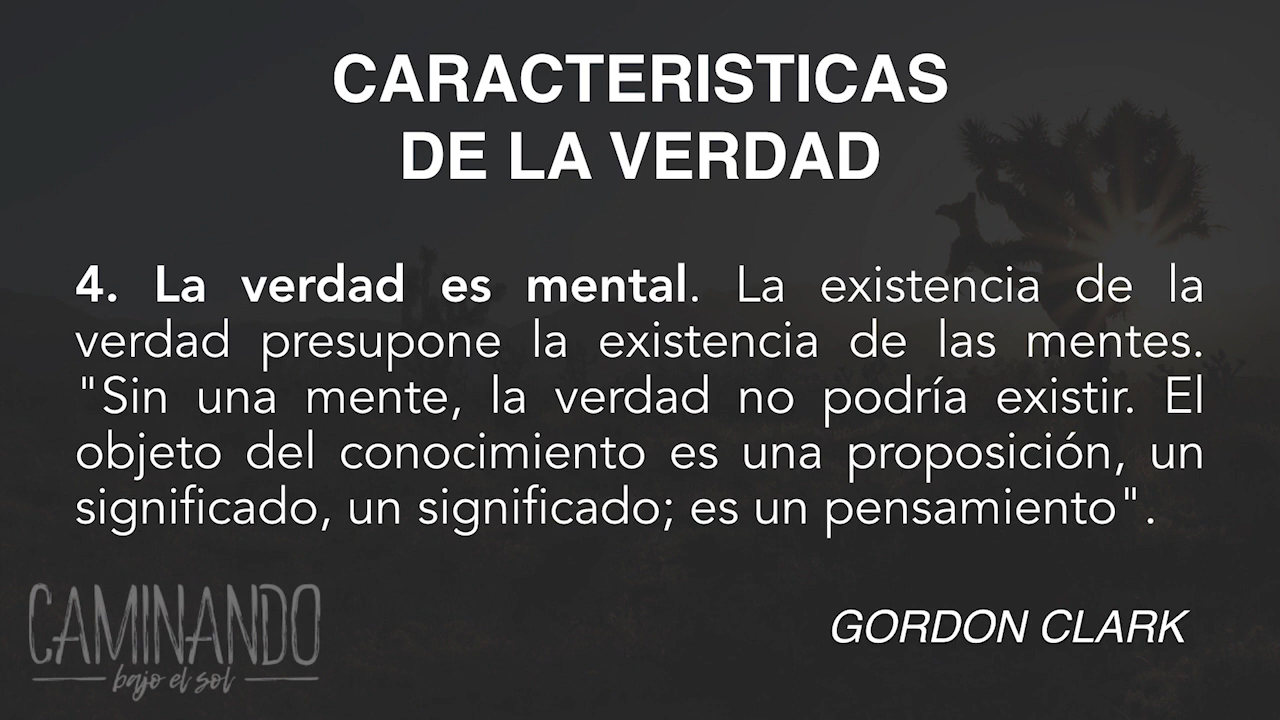 CARACTERISTICAS
DE LA VERDAD
4. La verdad es mental. La existencia de la
verdad presupone la existencia de las mentes.
"Sin una mente, la verdad no podría existir. El
objeto del conocimiento es una proposición, un
significado, un significado; es un pensamiento".
GORDON CLARK
CAMINANDO
bajo el sol